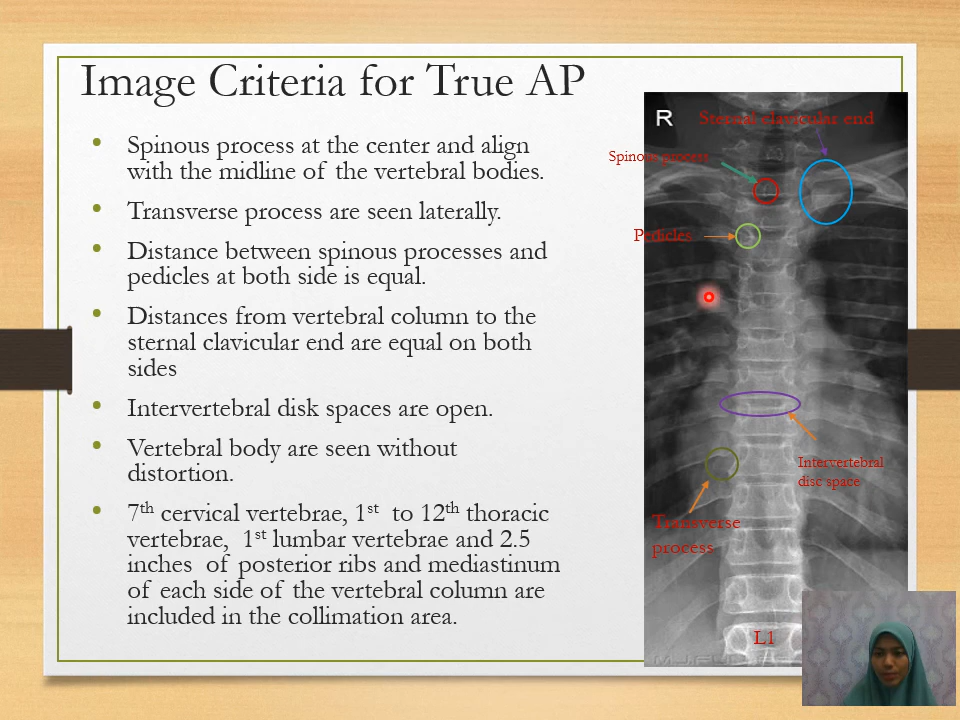 Image Criteria for True AP
• Spinous process at the center and align
with the midline of the vertebral bodies.
• Transverse process are seen laterally.
• Distance between spinous processes and
pedicles at both side is equal.
• Distances from vertebral column to the
sternal clavicular end are equal on both
sides
• Intervertebral disk spaces are open.
• Vertebral body are seen without
distortion.
• 7th cervical vertebrae, 1st to 12th thoracic
vertebrae, 1st lumbar vertebrae and 2.5
inches of posterior ribs and mediastinum
of each side of the vertebral column are
included in the collimation area.
R
Sternal clavicular end
Spinous process
Pedicles
Intervertebral
disc space
Transverse
process
L1